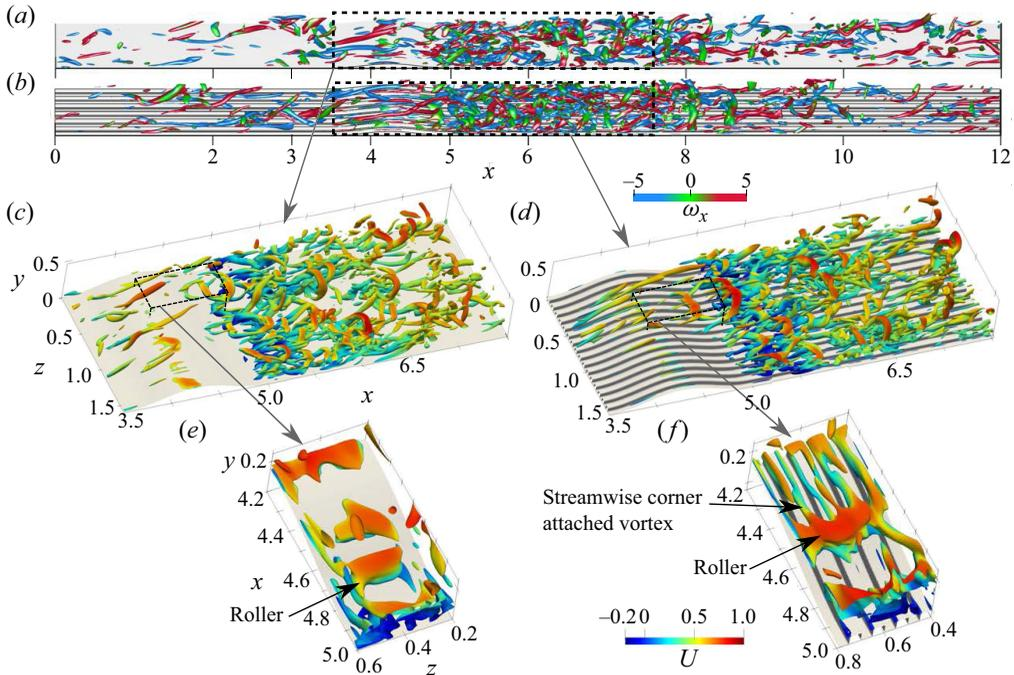 (a)
(b)
0 2 3 4 5 6 7 8 10 12
x
−5 0 5
ωx
(c)
(d)
y 0.5
0
0.5
z 1.0
1.5
3.5
5.0
x
6.5
0.5
0
0.5
1.0
1.5
3.5
5.0
6.5
(e)
(f)
y 0.2
4.2
4.4
x 4.6
4.8
5.0
0.6
0.4
0.2
z
Roller
0.2
4.2
4.4
4.6
4.8
5.0
0.8
0.6
0.4
Streamwise corner
attached vortex
Roller
−0.20 0.5 1.0
U